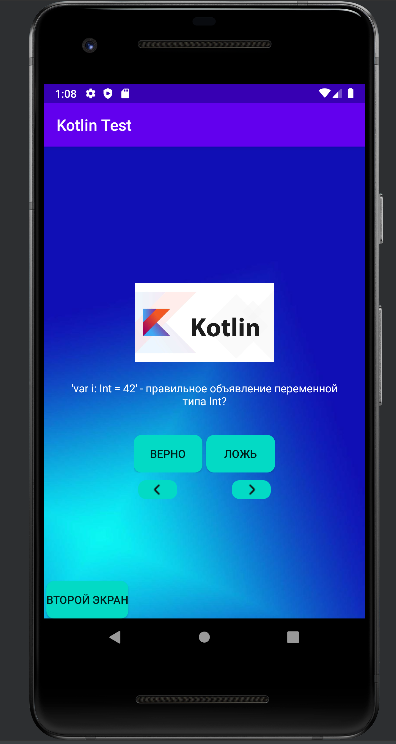 1:08
Kotlin Test
Kotlin
'var i: Int = 42' - правильное объявление переменной
типа Int?
ВЕРНО
ЛОЖЬ
ВТОРОЙ ЭКРАН